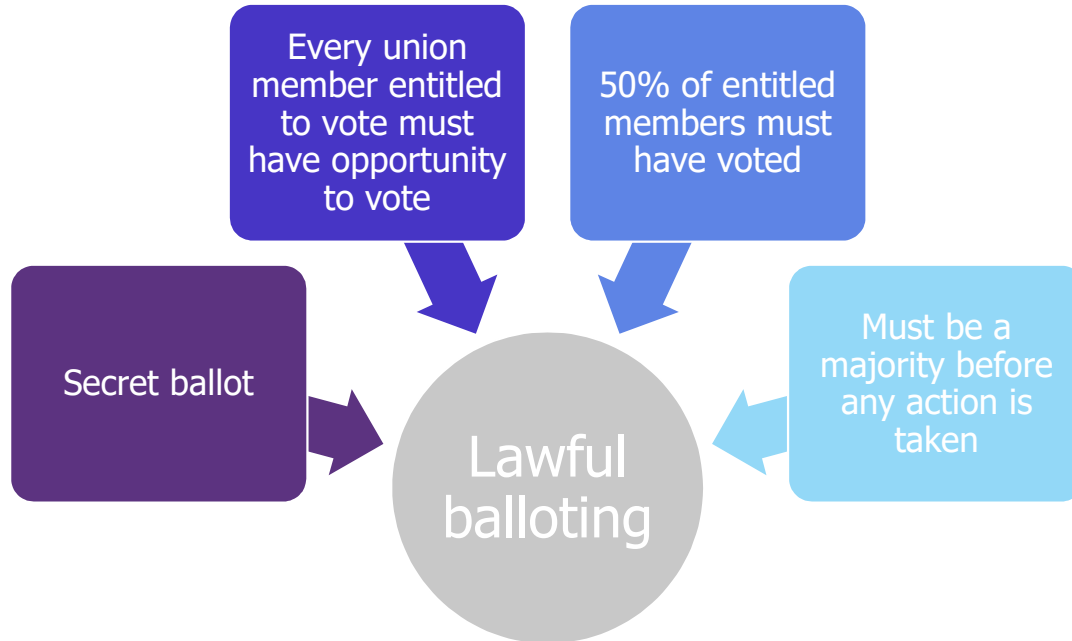 Every union
member entitled
to vote must
have opportunity
to vote
50% of entitled
members must
have voted
Secret ballot
Must be a
majority before
any action is
taken
Lawful
balloting